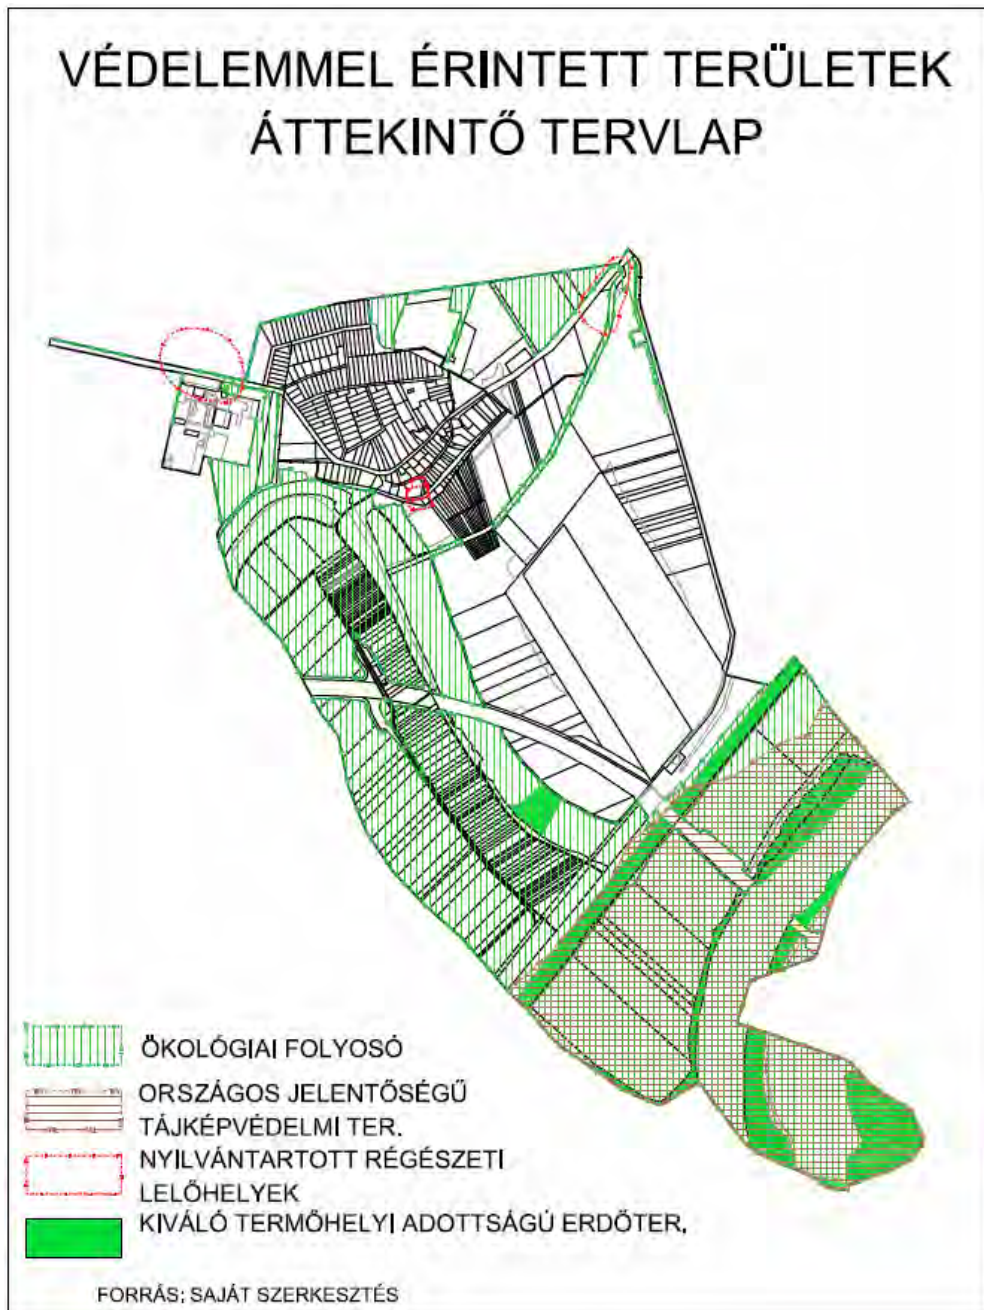 VÉDELEMMEL ÉRINTETT TERÜLETEK
ÁTTEKINTŐ TERVLAP
ÖKOLÓGIAI FOLYOSÓ
ORSZÁGOS JELENTŐSÉGŰ
TÁJKÉPVÉDELMI TER.
NYILVÁNTARTOTT RÉGÉSZETI
LELŐHELYEK
KIVÁLÓ TERMŐHELYI ADOTTSÁGÚ ERDŐTER.
FORRÁS: SAJÁT SZERKESZTÉS